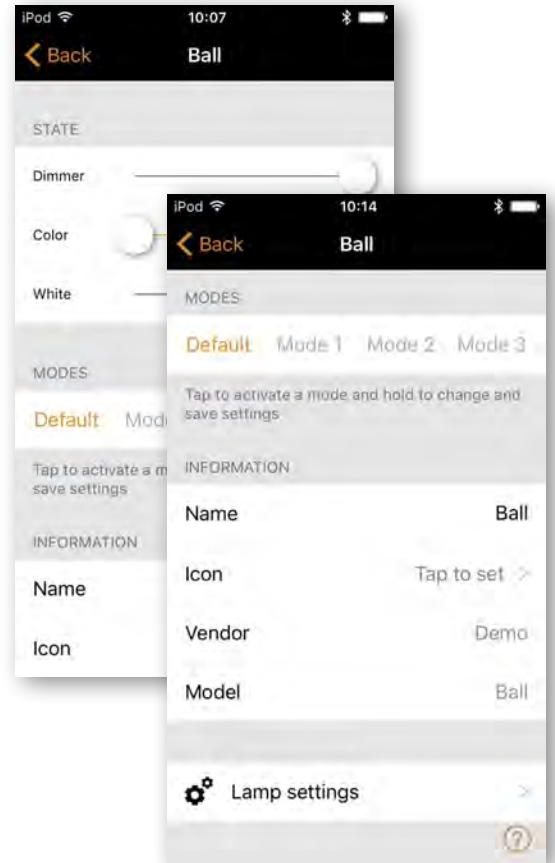 iPod 10:07
Back Ball
STATE
Dimmer
Color
White
MODES
Default Mod
Tap to activate a m
save settings
INFORMATION
Name
Icon
iPod 10:14
Back Ball
MODES
Default Mode 1 Mode 2 Mode 3
Tap to activate a mode and hold to change and
save settings
INFORMATION
Name Ball
Icon Tap to set >
Vendor Demo
Model Ball
Lamp settings >
?